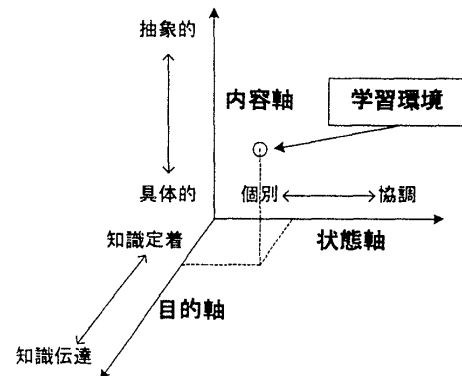 抽象的
内容軸
学習環境
具体的
個別
協調
知識定着
状態軸
目的軸
知識伝達